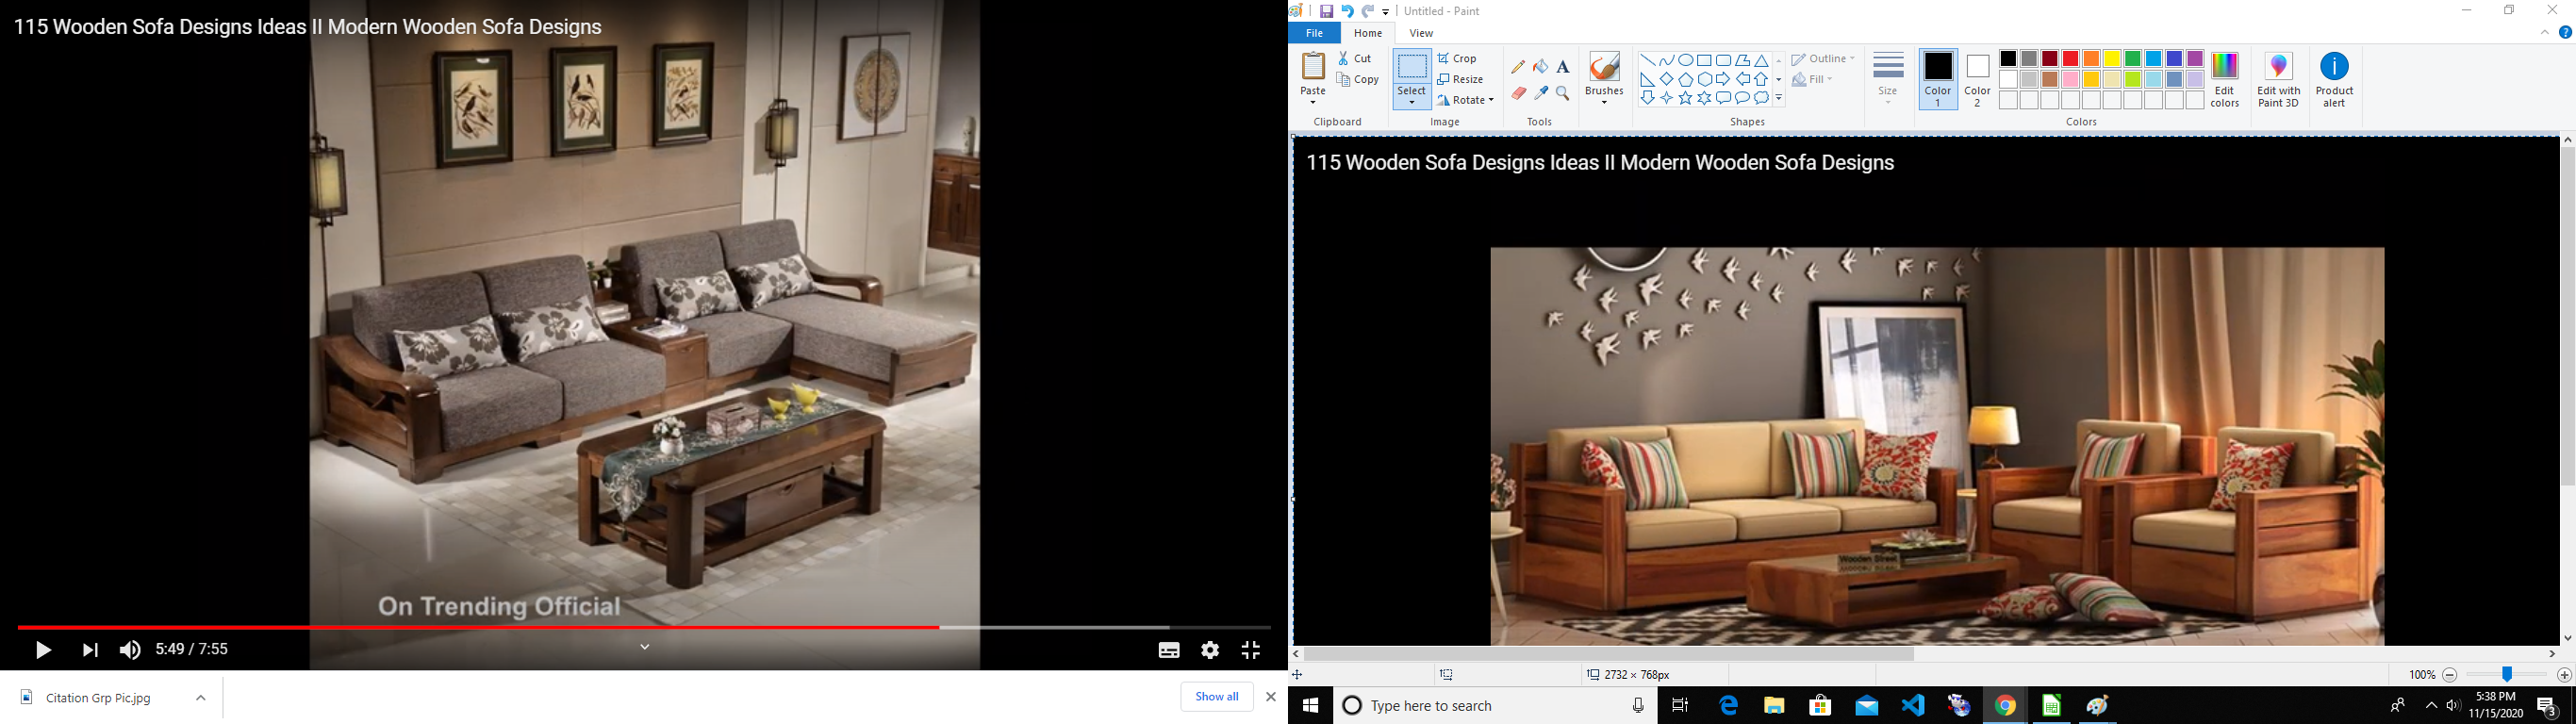 115 Wooden Sofa Designs Ideas II Modern Wooden Sofa Designs
On Trending Official
5:49 / 7:55
Citation Grp Pic.jpg
Show all
Untitled - Paint
File
Home
View
Paste
Cut
Copy
Clipboard
Select
Crop
Resize
Rotate
Image
A
Tools
Brushes
Shapes
Outline
Fill
Size
Color 1
Color 2
Edit colors
Colors
Edit with Paint 3D
Product alert
115 Wooden Sofa Designs Ideas II Modern Wooden Sofa Designs
Wooden Street
2732 × 768px
100%
Type here to search
5:38 PM
11/15/2020
3